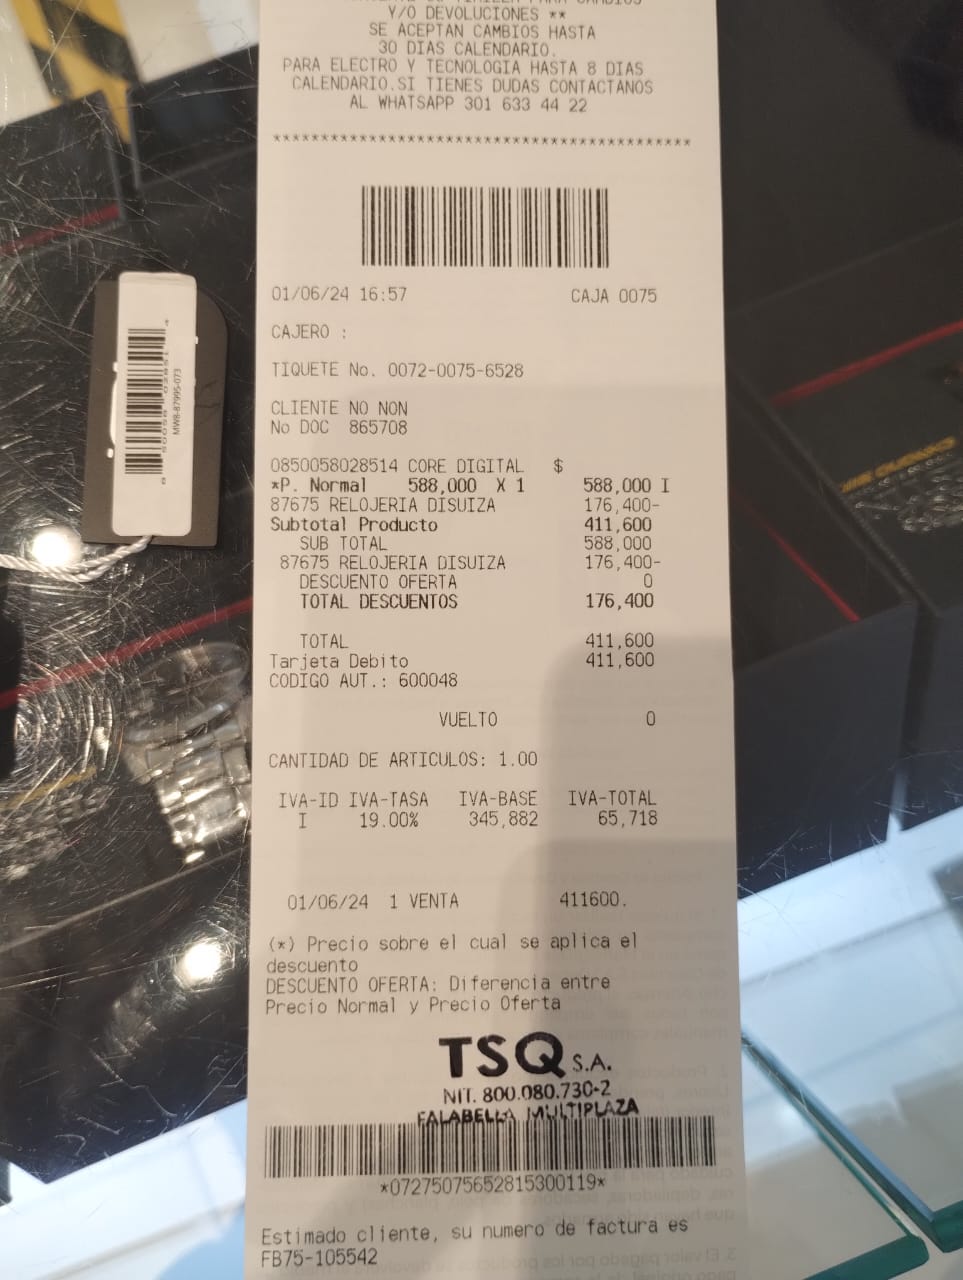 Y/O DEVOLUCIONES **
SE ACEPTAN CAMBIOS HASTA
30 DIAS CALENDARIO.
PARA ELECTRO Y TECNOLOGIA HASTA 8 DIAS
CALENDARIO.SI TIENES DUDAS CONTACTANOS
AL WHATSAPP 301 633 44 22
*******************************************
01/06/24 16:57 CAJA 0075
CAJERO :
TIQUETE No. 0072-0075-6528
CLIENTE NO NON
No DOC 865708
0850058028514 CORE DIGITAL $
*P. Normal 588,000 X 1 588,000 I
87675 RELOJERIA DISUIZA 176,400-
Subtotal Producto 411,600
SUB TOTAL 588,000
87675 RELOJERIA DISUIZA 176,400-
DESCUENTO OFERTA 0
TOTAL DESCUENTOS 176,400
TOTAL 411,600
Tarjeta Debito 411,600
CODIGO AUT.: 600048
VUELTO 0
CANTIDAD DE ARTICULOS: 1.00
IVA-ID IVA-TASA IVA-BASE IVA-TOTAL
I 19.00% 345,882 65,718
01/06/24 1 VENTA 411600.
(*) Precio sobre el cual se aplica el
descuento
DESCUENTO OFERTA: Diferencia entre
Precio Normal y Precio Oferta
TSQ S.A.
NIT. 800.080.730-2
FALABELLA MULTIPLAZA
*07275075652815300119*
Estimado cliente, su numero de factura es
FB75-105542
MW8-87995-073